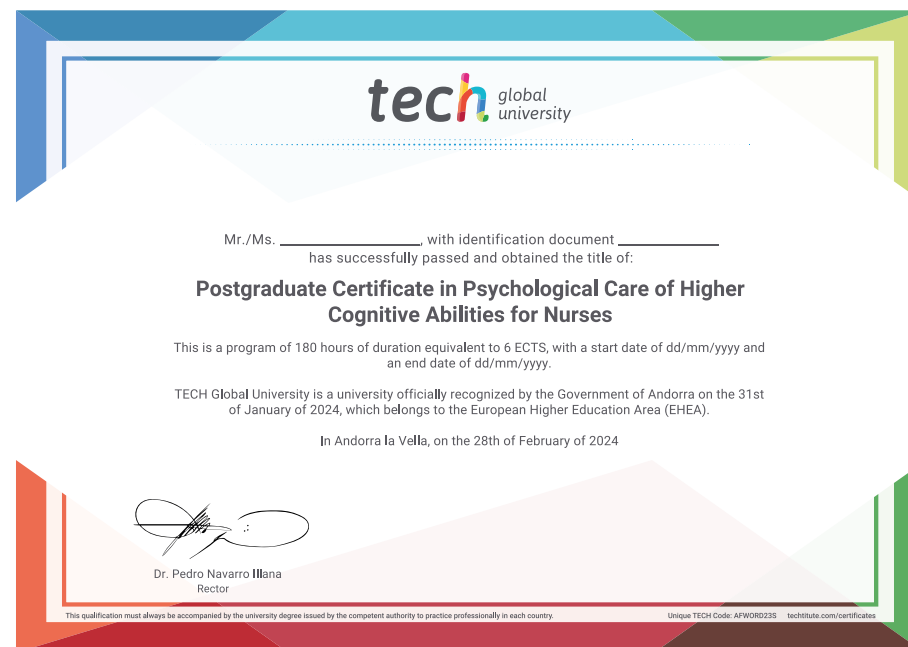 tech global university
Mr./Ms. ____________, with identification document ____________
has successfully passed and obtained the title of:
Postgraduate Certificate in Psychological Care of Higher
Cognitive Abilities for Nurses
This is a program of 180 hours of duration equivalent to 6 ECTS, with a start date of dd/mm/yyyy and
an end date of dd/mm/yyyy.
TECH Global University is a university officially recognized by the Government of Andorra on the 31st
of January of 2024, which belongs to the European Higher Education Area (EHEA).
In Andorra la Vella, on the 28th of February of 2024
Dr. Pedro Navarro Illana
Rector
This qualification must always be accompanied by the university degree issued by the competent authority to practice professionally in each country.
Unique TECH Code: AFWORD23S techtitute.com/certificates